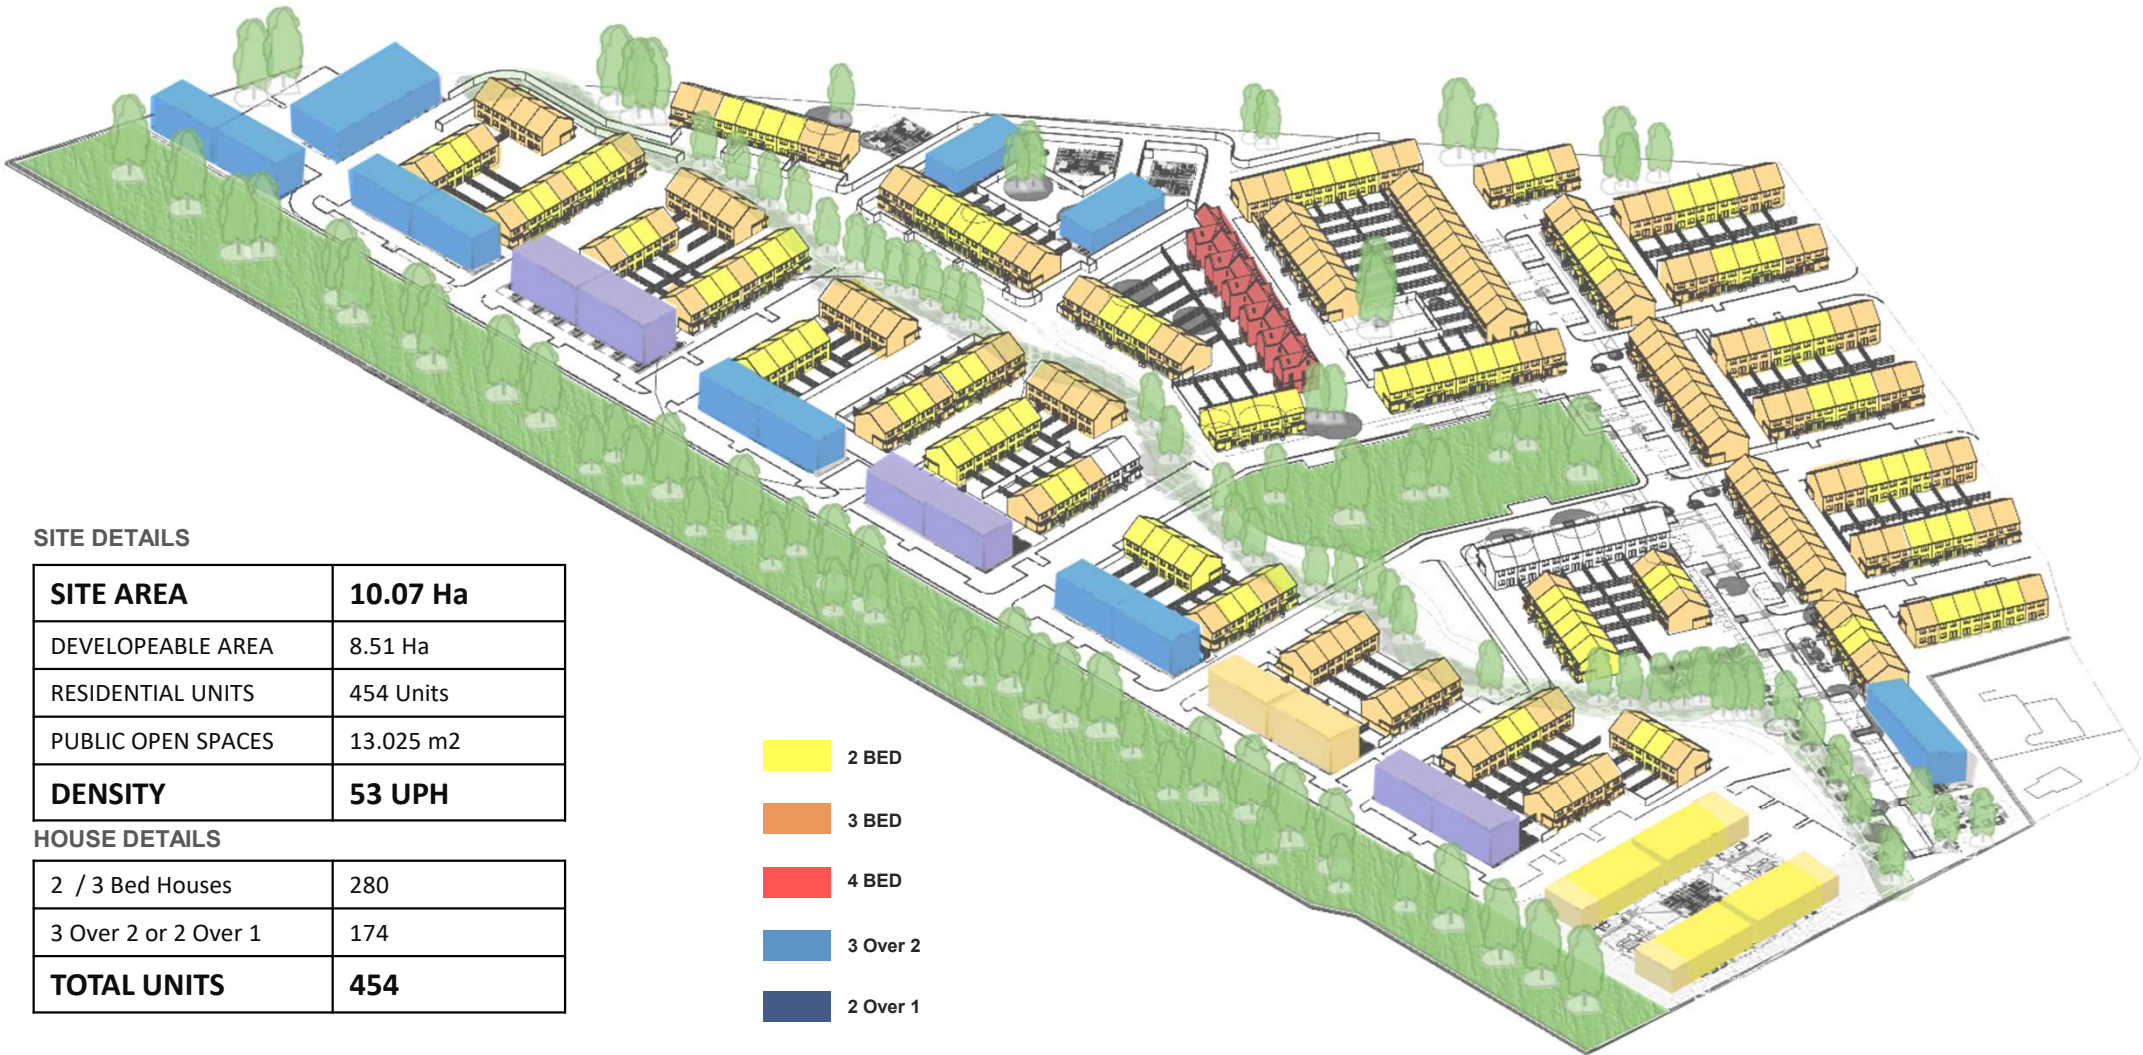 SITE DETAILS
SITE AREA 10.07 Ha
DEVELOPEABLE AREA 8.51 Ha
RESIDENTIAL UNITS 454 Units
PUBLIC OPEN SPACES 13.025 m2
DENSITY 53 UPH
HOUSE DETAILS
2 / 3 Bed Houses 280
3 Over 2 or 2 Over 1 174
TOTAL UNITS 454
2 BED
3 BED
4 BED
3 Over 2
2 Over 1